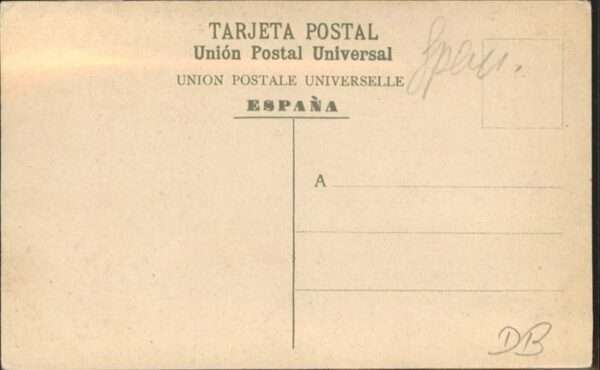 TARJETA POSTAL
Unión Postal Universal
UNION POSTALE UNIVERSELLE
ESPAÑA
Spain.
A
DB